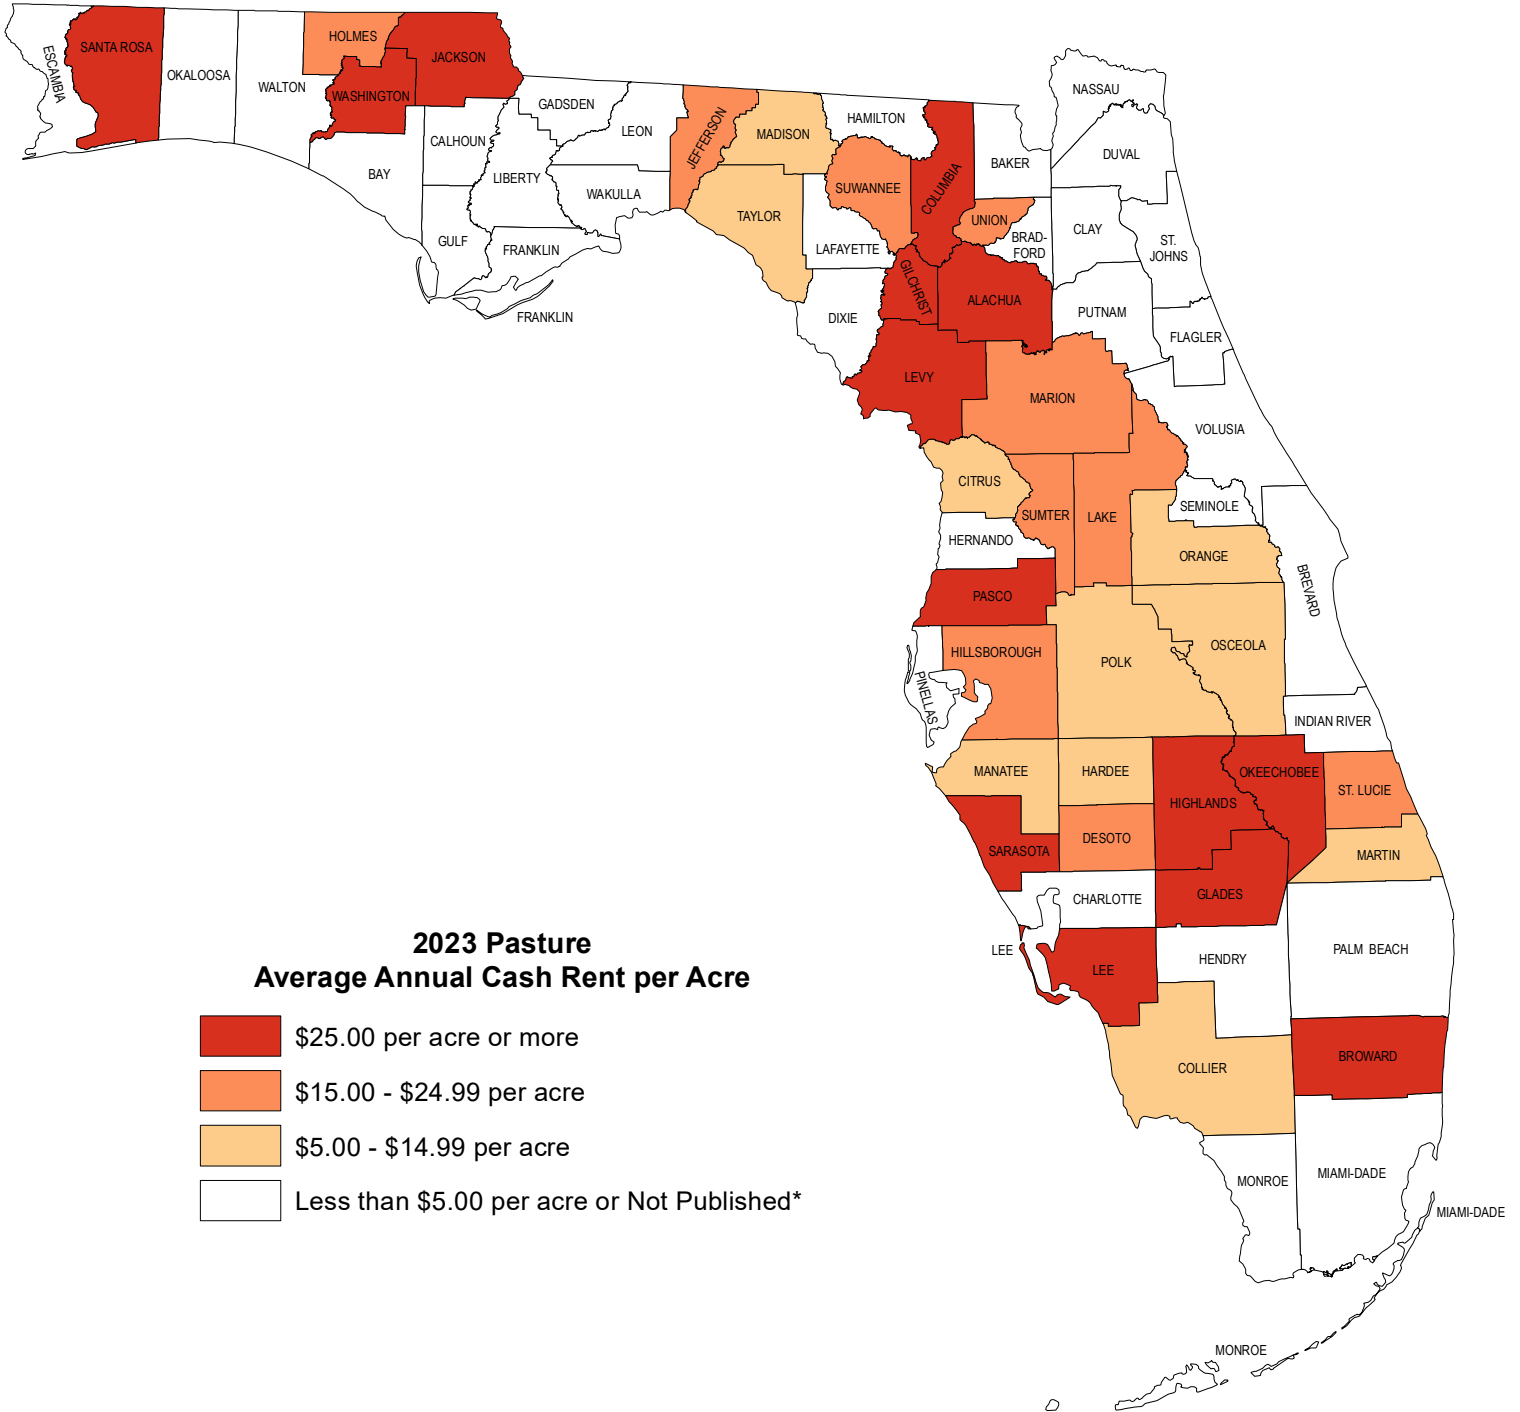 ESCAMBIA
SANTA ROSA
OKALOOSA
WALTON
HOLMES
WASHINGTON
JACKSON
BAY
CALHOUN
GULF
LIBERTY
GADSDEN
FRANKLIN
FRANKLIN
LEON
WAKULLA
JEFFERSON
MADISON
TAYLOR
HAMILTON
SUWANNEE
LAFAYETTE
DIXIE
COLUMBIA
GILCHRIST
LEVY
BAKER
UNION
BRAD-
FORD
ALACHUA
NASSAU
DUVAL
CLAY
ST.
JOHNS
PUTNAM
FLAGLER
MARION
VOLUSIA
CITRUS
SUMTER
LAKE
SEMINOLE
HERNANDO
ORANGE
BREVARD
PASCO
HILLSBOROUGH
PINELLAS
POLK
OSCEOLA
INDIAN RIVER
MANATEE
HARDEE
HIGHLANDS
OKEECHOBEE
ST. LUCIE
SARASOTA
DESOTO
MARTIN
CHARLOTTE
GLADES
LEE
LEE
HENDRY
PALM BEACH
COLLIER
BROWARD
MONROE
MIAMI-DADE
MIAMI-DADE
MONROE
2023 Pasture
Average Annual Cash Rent per Acre
$25.00 per acre or more
$15.00 - $24.99 per acre
$5.00 - $14.99 per acre
Less than $5.00 per acre or Not Published*